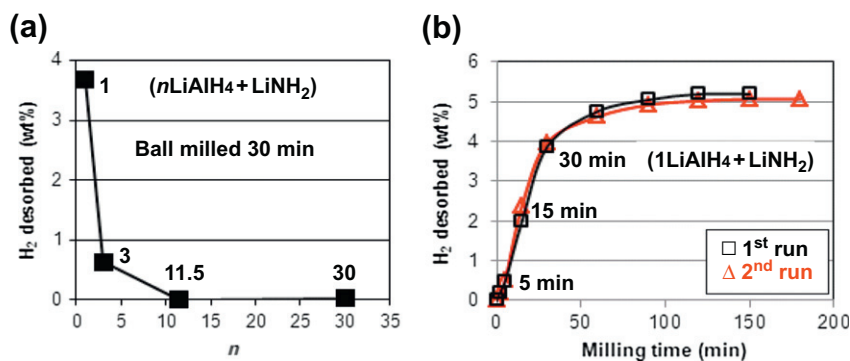 (a)
H₂ desorbed (wt%)
4
3
2
1
0
1
(nLiAlH₄ + LiNH₂)
Ball milled 30 min
3
11.5
30
0 5 10 15 20 25 30 35
n
(b)
H₂ desorbed (wt%)
6
5
4
3
2
1
0
30 min
(1LiAlH₄ + LiNH₂)
15 min
5 min
1st run
2nd run
0 50 100 150 200
Milling time (min)